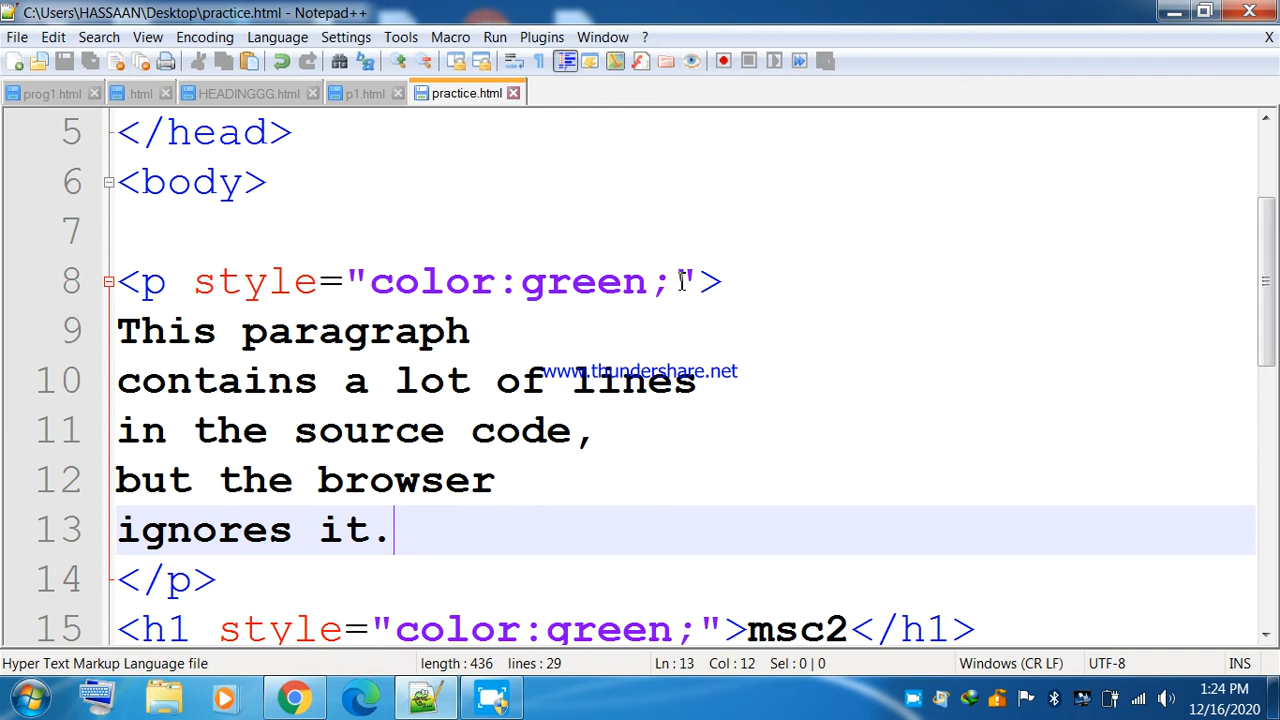 C:\Users\HASSAAN\Desktop\practice.html - Notepad++
File Edit Search View Encoding Language Settings Tools Macro Run Plugins Window ? X
prog1.html .html HEADINGGG.html p1.html practice.html
5 </head>
6 <body>
7
8 <p style="color:green;">
9 This paragraph
10 contains a lot of lines
www.thundershare.net
11 in the source code,
12 but the browser
13 ignores it.
14 </p>
15 <h1 style="color:green;">msc2</h1>
Hyper Text Markup Language file length : 436 lines : 29 Ln : 13 Col : 12 Sel : 0 | 0 Windows (CR LF) UTF-8 INS
1:24 PM
12/16/2020